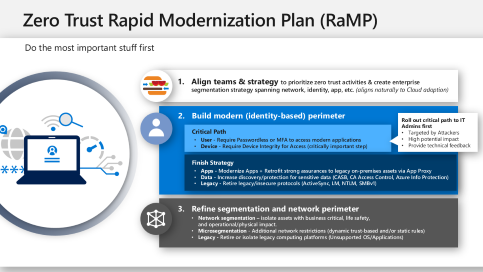 Zero Trust Rapid Modernization Plan (RaMP)
Do the most important stuff first
1. Align teams & strategy to prioritize zero trust activities & create enterprise
segmentation strategy spanning network, identity, app, etc. (aligns naturally to Cloud adoption)
2. Build modern (identity-based) perimeter
Critical Path
• User - Require Passwordless or MFA to access modern applications
• Device - Require Device Integrity for Access (critically important step)
Roll out critical path to IT
Admins first
• Targeted by Attackers
• High potential impact
• Provide technical feedback
Finish Strategy
• Apps - Modernize Apps + Retrofit strong assurances to legacy on-premises assets via App Proxy
• Data - Increase discovery/protection for sensitive data (CASB, CA Access Control, Azure Info Protection)
• Legacy - Retire legacy/insecure protocols (ActiveSync, LM, NTLM, SMBv1)
3. Refine segmentation and network perimeter
• Network segmentation - Isolate assets with business critical, life safety,
and operational/physical impact.
• Microsegmentation - Additional network restrictions (dynamic trust-based and/or static rules)
• Legacy - Retire or isolate legacy computing platforms (Unsupported OS/Applications)